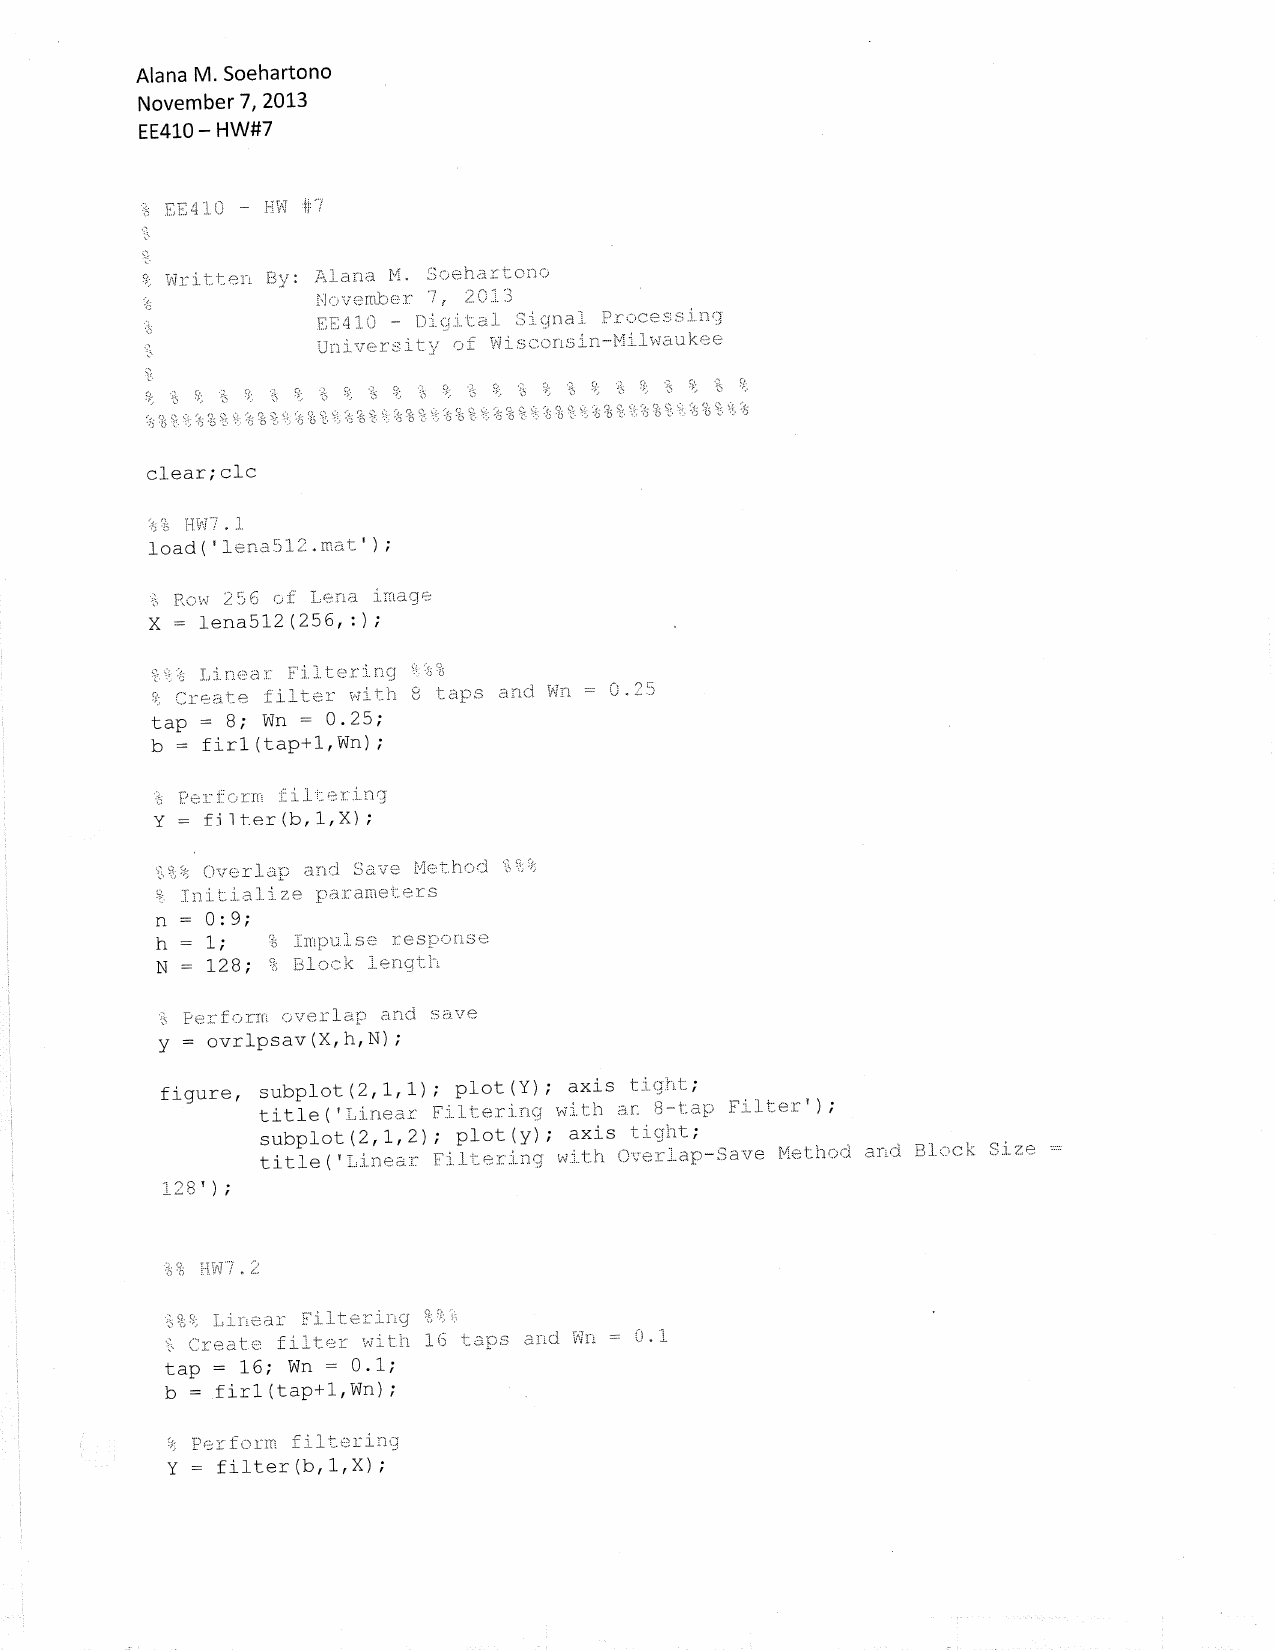 Alana M. Soehartono
November 7, 2013
EE410 – HW#7
% EE410 - HW #7
%
%
% Written By: Alana M. Soehartono
% November 7, 2013
% EE410 - Digital Signal Processing
% University of Wisconsin-Milwaukee
%
% % % % % % % % % % % % % % % % % % % % % % % % %
%%%%%%%%%%%%%%%%%%%%%%%%%%%%%%%%%%%%%%%%%%%%%%%%%
clear;clc
%% HW7.1
load('lena512.mat');
% Row 256 of Lena image
X = lena512(256,:);
%%% Linear Filtering %%%
% Create filter with 8 taps and Wn = 0.25
tap = 8; Wn = 0.25;
b = fir1(tap+1,Wn);
% Perform filtering
Y = filter(b,1,X);
%%% Overlap and Save Method %%%
% Initialize parameters
n = 0:9;
h = 1; % Impulse response
N = 128; % Block length
% Perform overlap and save
y = ovrlpsav(X,h,N);
figure, subplot(2,1,1); plot(Y); axis tight;
title('Linear Filtering with an 8-tap Filter');
subplot(2,1,2); plot(y); axis tight;
title('Linear Filtering with Overlap-Save Method and Block Size =
128');
%% HW7.2
%%% Linear Filtering %%%
% Create filter with 16 taps and Wn = 0.1
tap = 16; Wn = 0.1;
b = fir1(tap+1,Wn);
% Perform filtering
Y = filter(b,1,X);